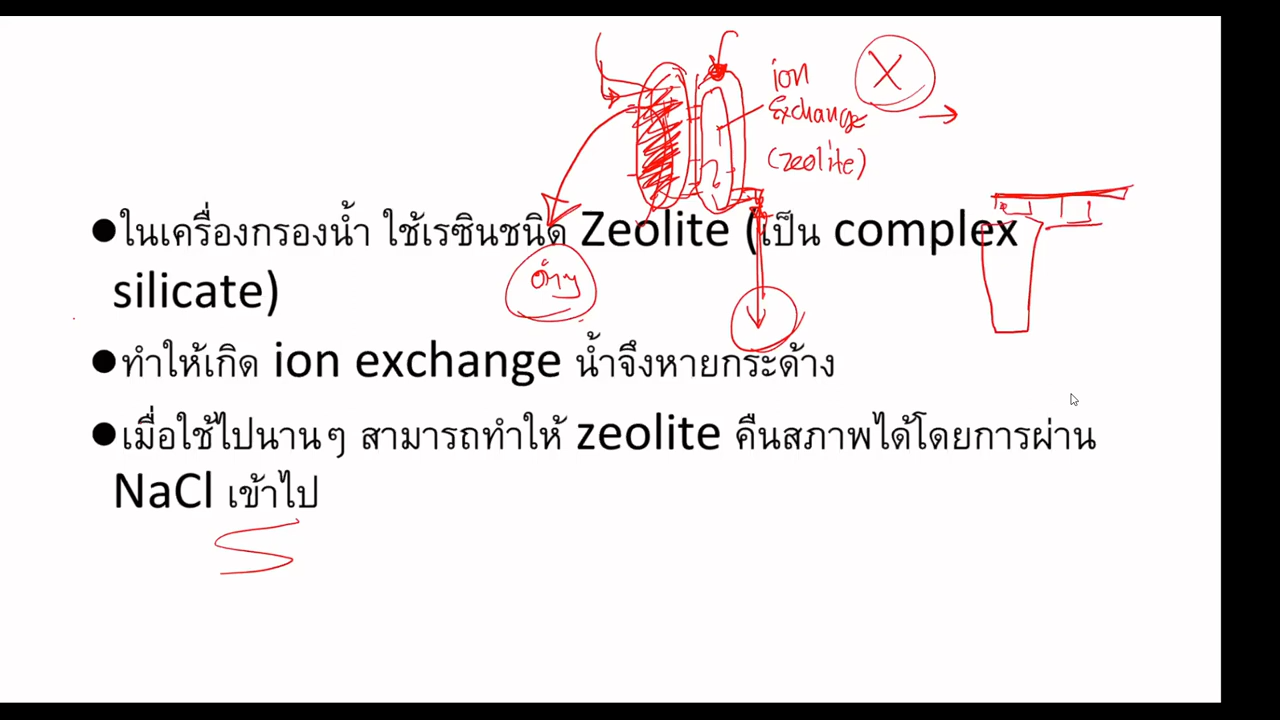 ion
exchange
(zeolite)
X
●ในเครื่องกรองน้ำ ใช้เรซินชนิด Zeolite (เป็น complex
silicate)
●ทำให้เกิด ion exchange น้ำจึงหายกระด้าง
●เมื่อใช้ไปนานๆ สามารถทำให้ zeolite คืนสภาพได้โดยการผ่าน
NaCl เข้าไป